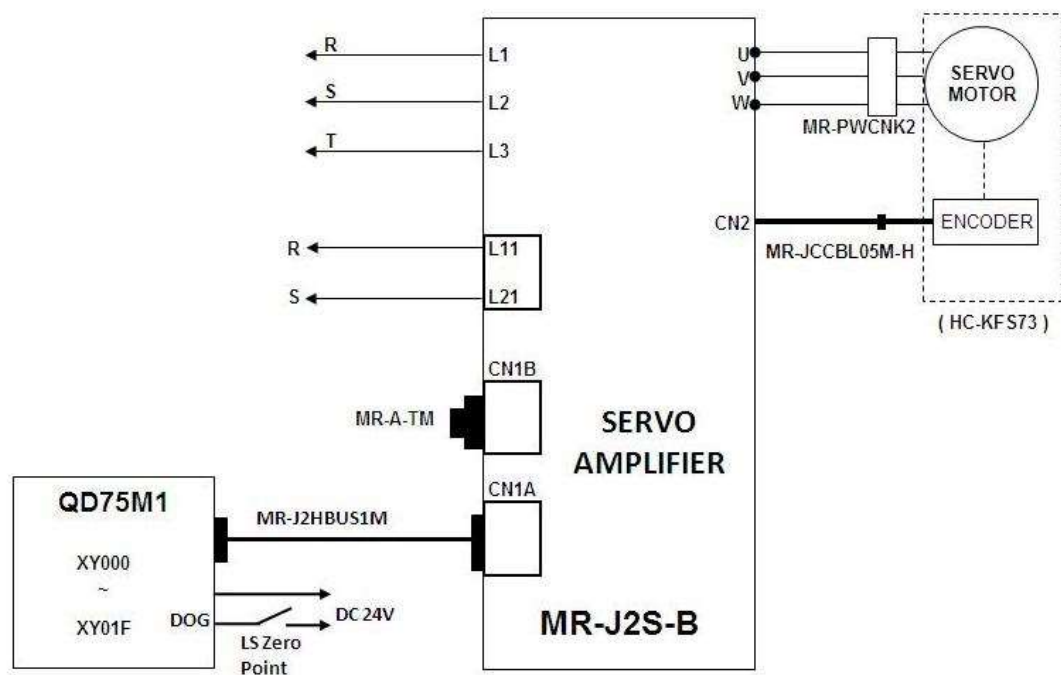 R
L1
S
L2
T
L3
R
L11
S
L21
U
V
W
MR-PWCNK2
SERVO
MOTOR
CN2
MR-JCCBL05M-H
ENCODER
( HC-KFS73 )
CN1B
MR-A-TM
SERVO
AMPLIFIER
CN1A
MR-J2HBUS1M
QD75M1
XY000
~
XY01F
DOG
DC 24V
LS Zero
Point
MR-J2S-B